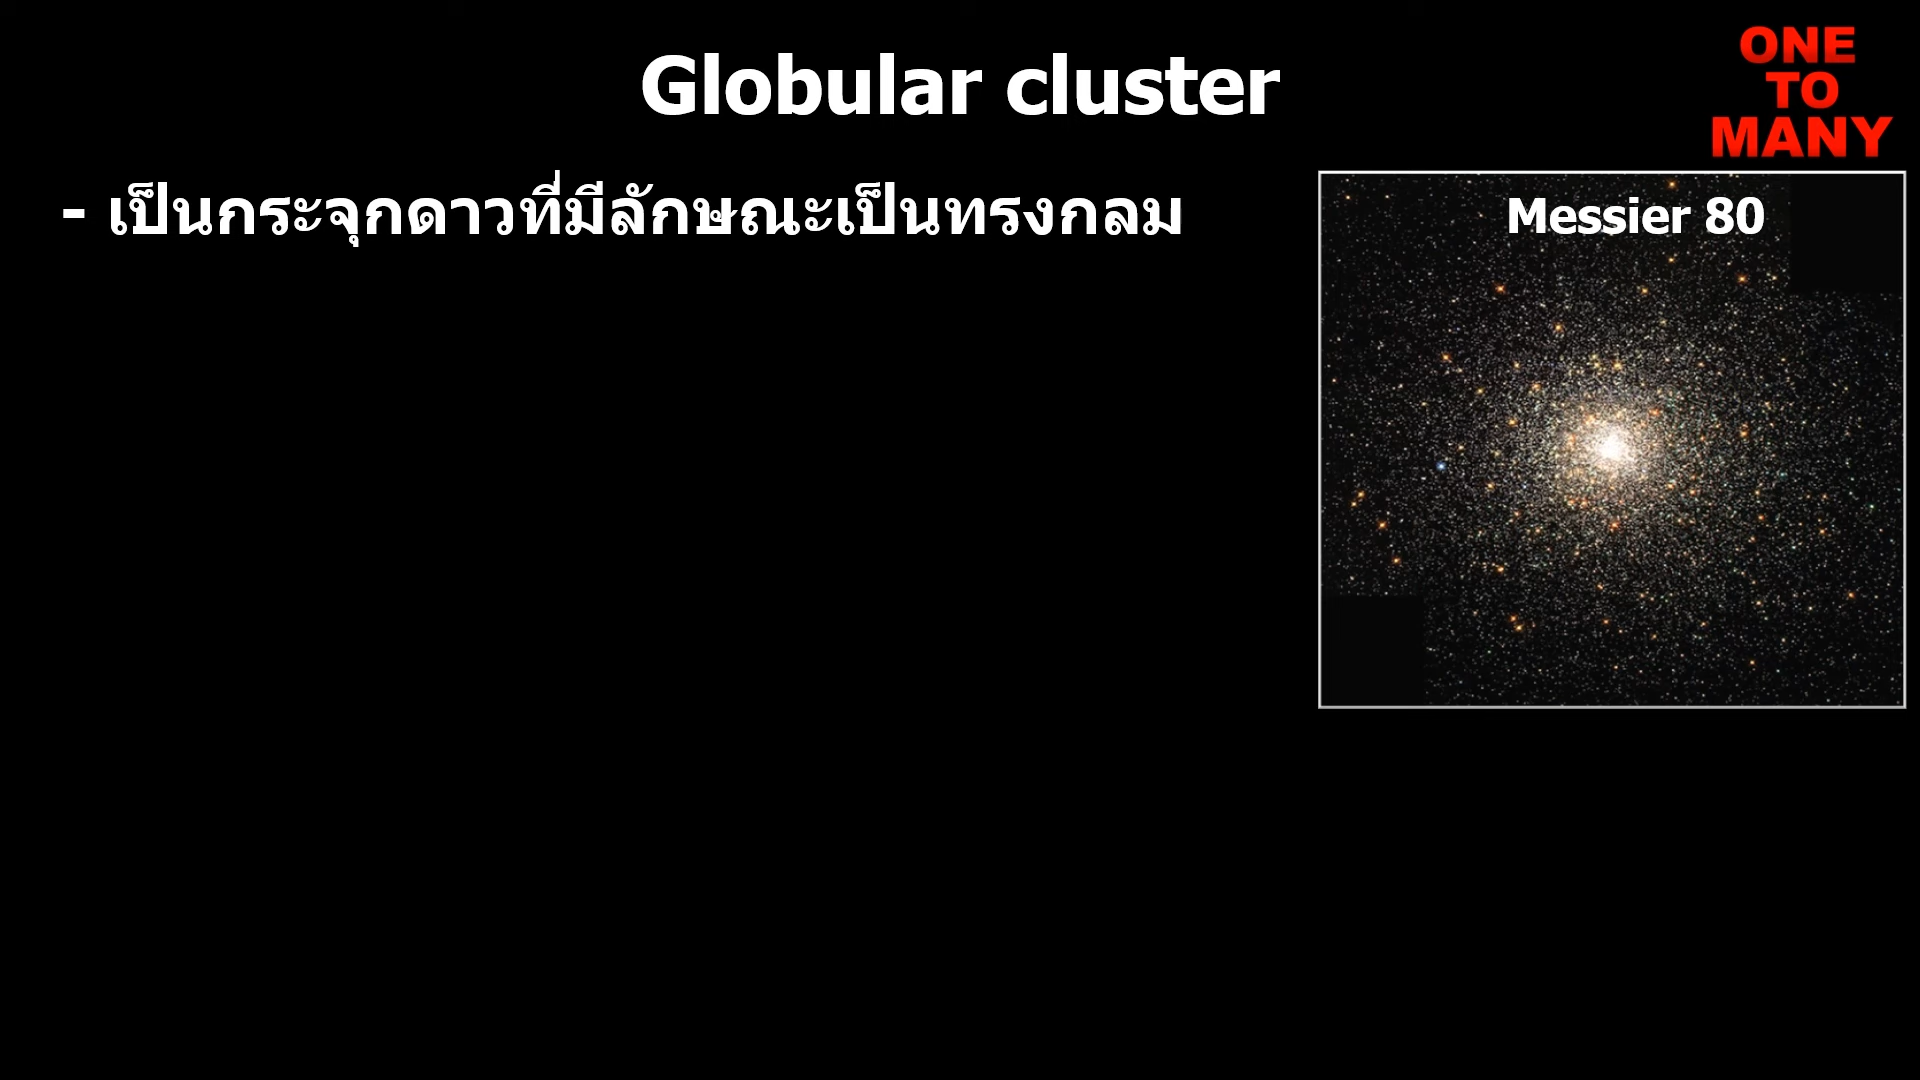 Globular cluster
ONE
TO
MANY
- เป็นกระจุกดาวที่มีลักษณะเป็นทรงกลม
Messier 80